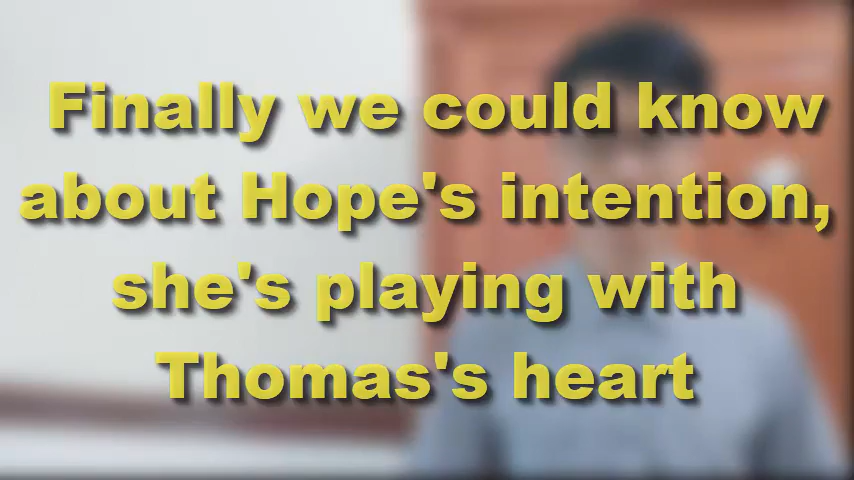 Finally we could know
about Hope's intention,
she's playing with
Thomas's heart